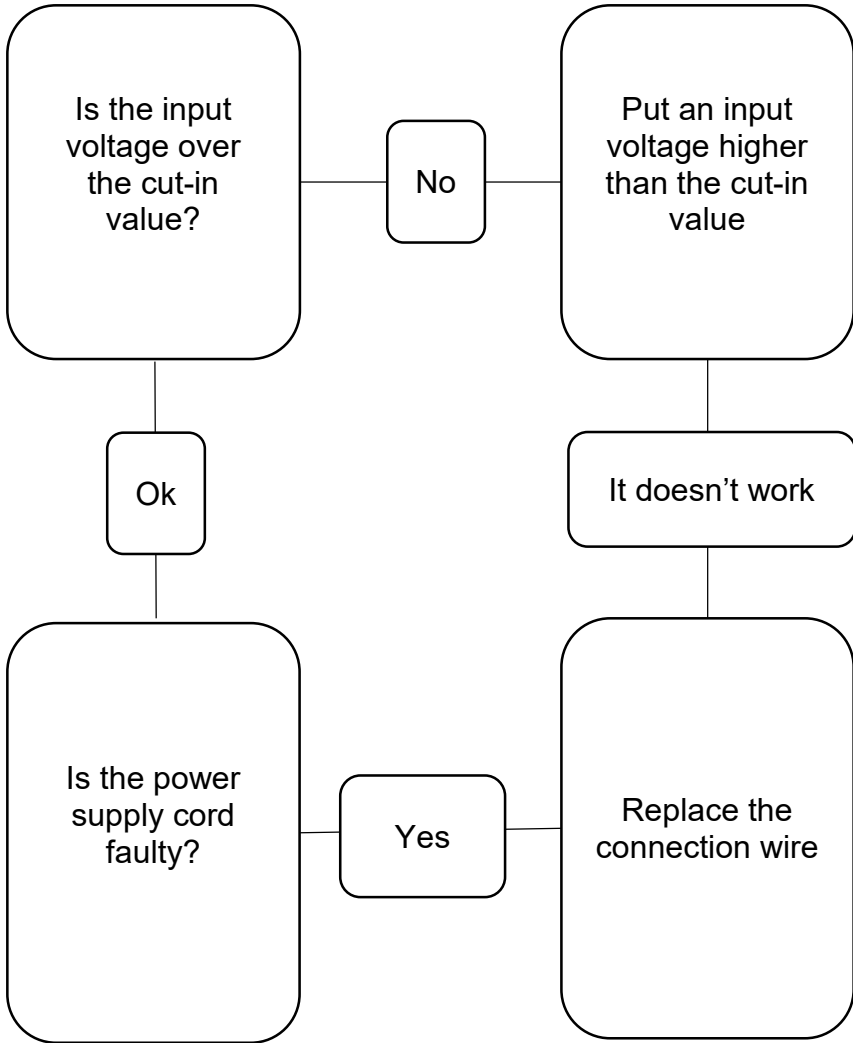 Is the input
voltage over
the cut-in
value?
No
Put an input
voltage higher
than the cut-in
value
Ok
It doesn’t work
Is the power
supply cord
faulty?
Yes
Replace the
connection wire